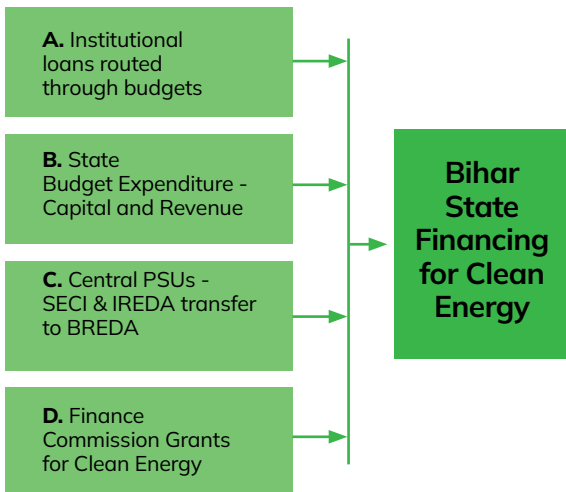 A. Institutional
loans routed
through budgets
B. State
Budget Expenditure -
Capital and Revenue
C. Central PSUs -
SECI & IREDA transfer
to BREDA
D. Finance
Commission Grants
for Clean Energy
Bihar
State
Financing
for Clean
Energy